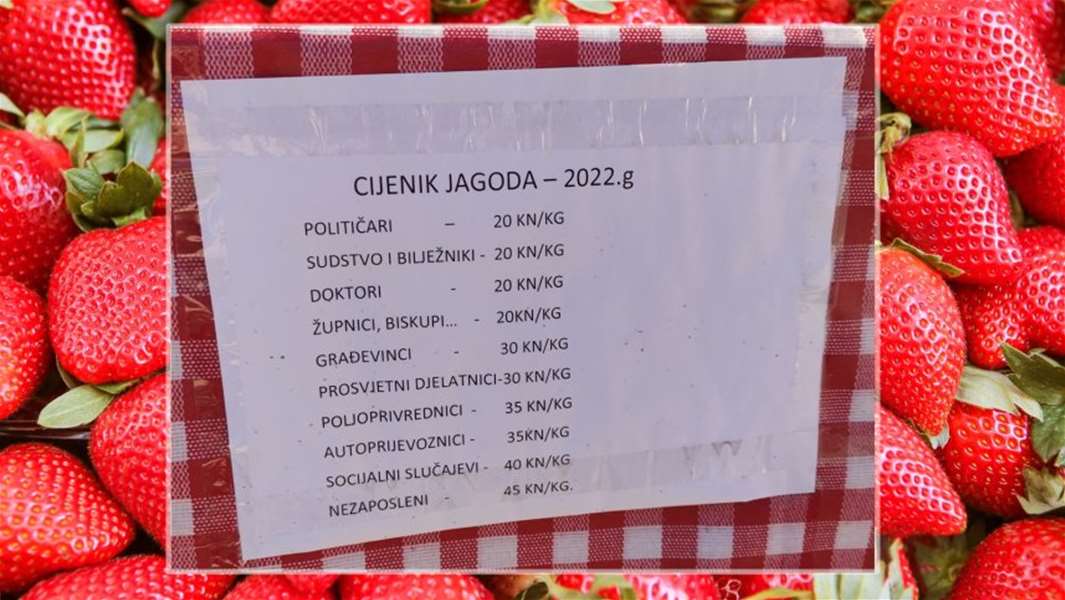 CIJENIK JAGODA – 2022.g
POLITIČARI – 20 KN/KG
SUDSTVO I BILJEŽNIKI - 20 KN/KG
DOKTORI - 20 KN/KG
ŽUPNICI, BISKUPI... - 20KN/KG
GRAĐEVINCI - 30 KN/KG
PROSVJETNI DJELATNICI-30 KN/KG
POLJOPRIVREDNICI - 35 KN/KG
AUTOPRIJEVOZNICI - 35KN/KG
SOCIJALNI SLUČAJEVI - 40 KN/KG
NEZAPOSLENI - 45 KN/KG.